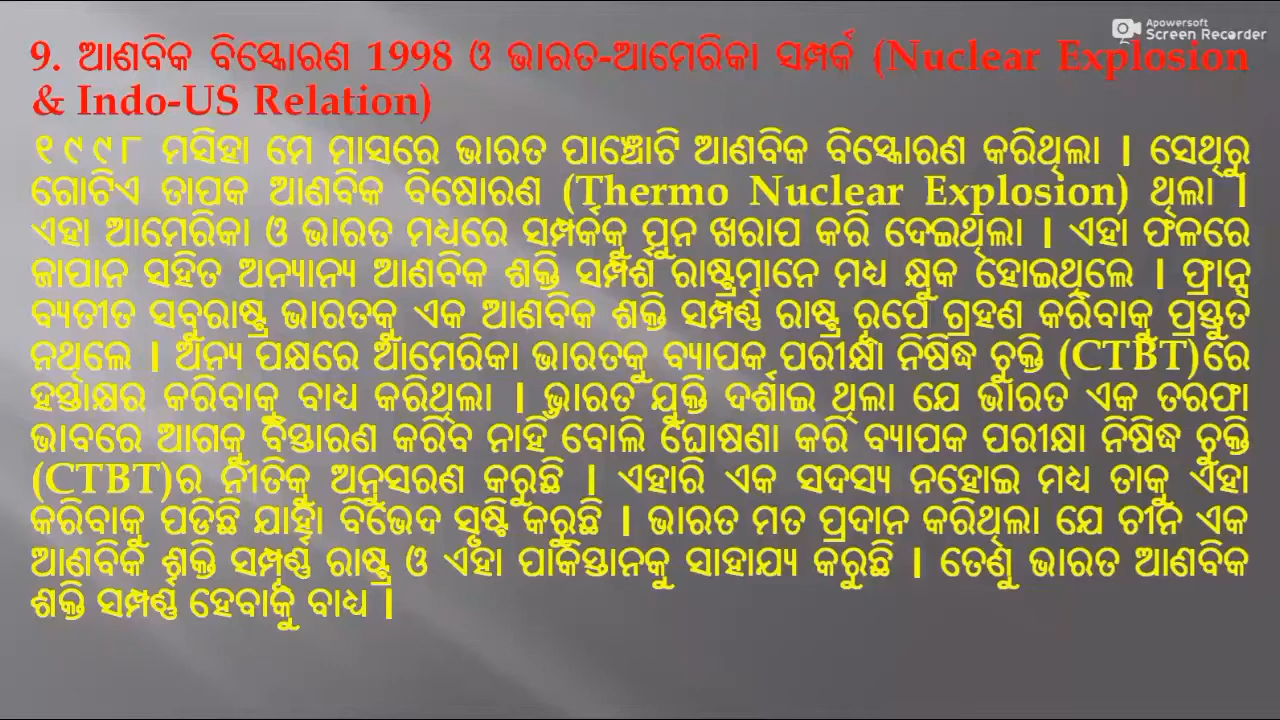 Apowersoft
Screen Recorder
9. ଆଣବିକ ବିସ୍ଫୋରଣ 1998 ଓ ଭାରତ-ଆମେରିକା ସମ୍ପର୍କ (Nuclear Explosion
& Indo-US Relation)
୧୯୯୮ ମସିହା ମେ ମାସରେ ଭାରତ ପାଞ୍ଚୋଟି ଆଣବିକ ବିସ୍ଫୋରଣ କରିଥିଲା । ସେଥିରୁ
ଗୋଟିଏ ତାପକ ଆଣବିକ ବିଷୋରଣ (Thermo Nuclear Explosion) ଥିଲା ।
ଏହା ଆମେରିକା ଓ ଭାରତ ମଧ୍ୟରେ ସମ୍ପର୍କକୁ ପୁନ ଖରାପ କରି ଦେଇଥିଲା । ଏହା ଫଳରେ
ଜାପାନ ସହିତ ଅନ୍ୟାନ୍ୟ ଆଣବିକ ଶକ୍ତି ସମ୍ପର୍ଶ ରାଷ୍ଟ୍ରମାନେ ମଧ୍ୟ କ୍ଷୁକ ହୋଇଥିଲେ । ଫ୍ରାନ୍ସ
ବ୍ୟତୀତ ସବୁରାଷ୍ଟ୍ର ଭାରତକୁ ଏକ ଆଣବିକ ଶକ୍ତି ସମ୍ପର୍ଣ୍ଣ ରାଷ୍ଟ୍ର ରୂପେ ଗ୍ରହଣ କରିବାକୁ ପ୍ରସ୍ତୁତ
ନଥିଲେ । ଅନ୍ୟ ପକ୍ଷରେ ଆମେରିକା ଭାରତକୁ ବ୍ୟାପକ ପରୀକ୍ଷା ନିଷିଦ୍ଧ ଚୁକ୍ତି (CTBT)ରେ
ହସ୍ତାକ୍ଷର କରିବାକୁ ବାଧ୍ୟ କରିଥିଲା । ଭାରତ ଯୁକ୍ତି ଦର୍ଶାଇ ଥିଲା ଯେ ଭାରତ ଏକ ତରଫା
ଭାବରେ ଆଗକୁ ବିସ୍ତାରଣ କରିବ ନାହିଁ ବୋଲି ଘୋଷଣା କରି ବ୍ୟାପକ ପରୀକ୍ଷା ନିଷିଦ୍ଧ ଚୁକ୍ତି
(CTBT)ର ନୀତିକୁ ଅନୁସରଣ କରୁଛି । ଏହାରି ଏକ ସଦସ୍ୟ ନହୋଇ ମଧ୍ୟ ତାକୁ ଏହା
କରିବାକୁ ପଡିଛି ଯାହା ବିଭେଦ ସୃଷ୍ଟି କରୁଛି । ଭାରତ ମତ ପ୍ରଦାନ କରିଥିଲା ଯେ ଚୀନ ଏକ
ଆଣବିକ ଶକ୍ତି ସମ୍ପୂର୍ଣ୍ଣ ରାଷ୍ଟ୍ର ଓ ଏହା ପାକିସ୍ତାନକୁ ସାହାଯ୍ୟ କରୁଛି । ତେଣୁ ଭାରତ ଆଣବିକ
ଶକ୍ତି ସମ୍ପର୍ଣ୍ଣ ହେବାକୁ ବାଧ୍ୟ ।